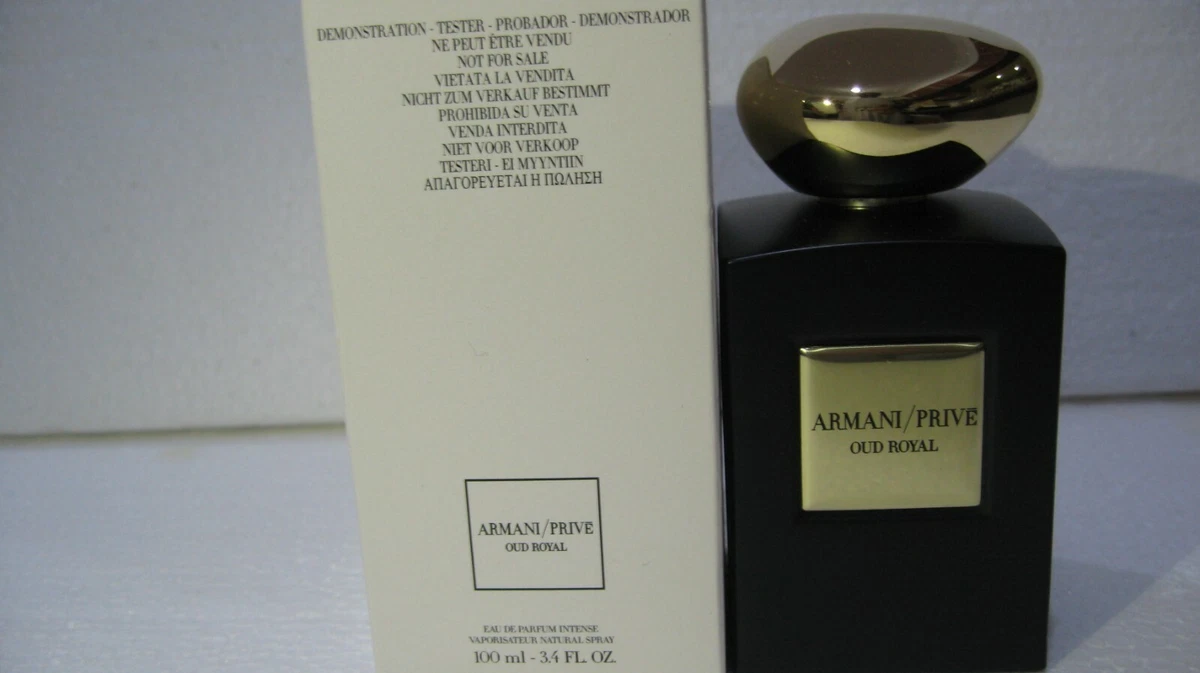 DEMONSTRATION - TESTER - PROBADOR - DEMONSTRADOR
NE PEUT ÊTRE VENDU
NOT FOR SALE
VIETATA LA VENDITA
NICHT ZUM VERKAUF BESTIMMT
PROHIBIDA SU VENTA
VENDA INTERDITA
NIET VOOR VERKOOP
TESTERI - EI MYYNTIIN
ΑΠΑΓΟΡΕΥΕΤΑΙ Η ΠΩΛΗΣΗ
ARMANI/PRIVĒ
OUD ROYAL
EAU DE PARFUM INTENSE
VAPORISATEUR NATURAL SPRAY
100 ml - 3.4 FL. OZ.
ARMANI/PRIVĒ
OUD ROYAL